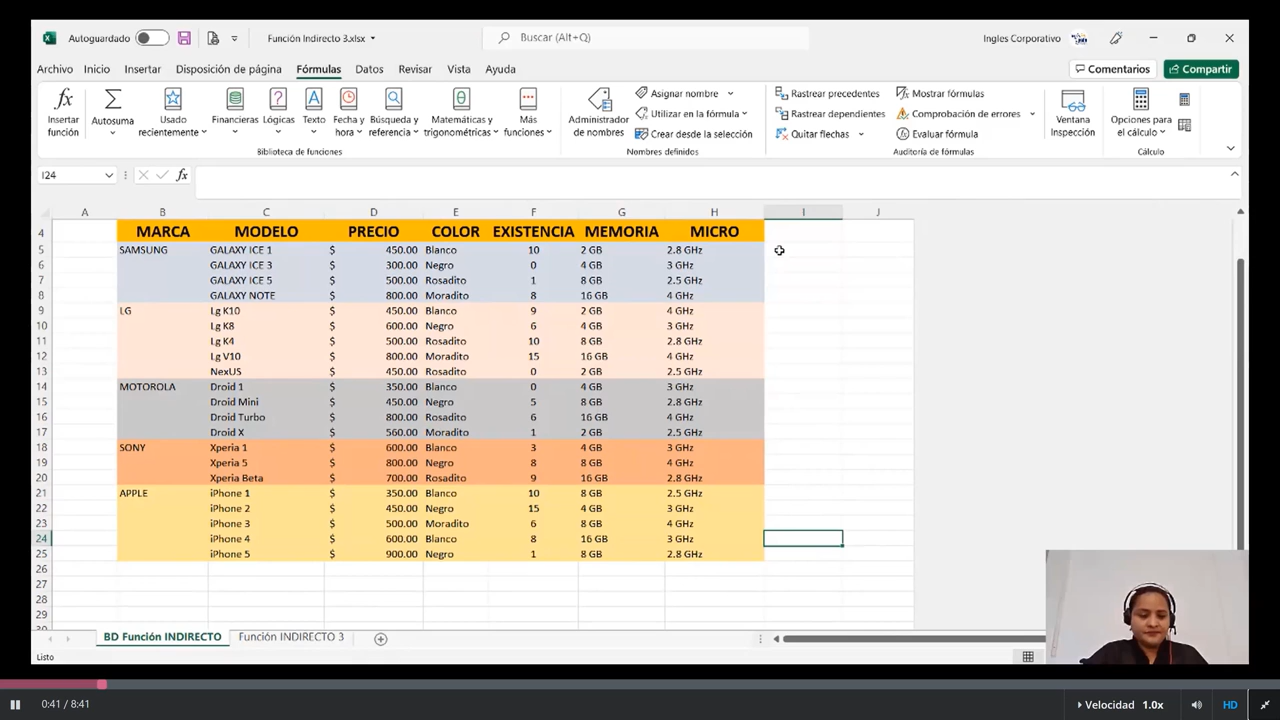 Autoguardado Función Indirecto 3.xlsx Buscar (Alt+Q) Ingles Corporativo
Archivo Inicio Insertar Disposición de página Fórmulas Datos Revisar Vista Ayuda Comentarios Compartir
Insertar función
Autosuma
Usado recientemente
Financieras
Lógicas
Texto
Fecha y hora
Búsqueda y referencia
Matemáticas y trigonométricas
Más funciones
Biblioteca de funciones
Administrador de nombres
Asignar nombre
Utilizar en la fórmula
Crear desde la selección
Nombres definidos
Rastrear precedentes
Rastrear dependientes
Quitar flechas
Mostrar fórmulas
Comprobación de errores
Evaluar fórmula
Auditoría de fórmulas
Ventana Inspección
Opciones para el cálculo
Cálculo
I24 fx
A B C D E F G H I J
4 MARCA MODELO PRECIO COLOR EXISTENCIA MEMORIA MICRO
5 SAMSUNG GALAXY ICE 1 $ 450.00 Blanco 10 2 GB 2.8 GHz
6 GALAXY ICE 3 $ 300.00 Negro 0 4 GB 3 GHz
7 GALAXY ICE 5 $ 500.00 Rosadito 1 8 GB 2.5 GHz
8 GALAXY NOTE $ 800.00 Moradito 8 16 GB 4 GHz
9 LG Lg K10 $ 450.00 Blanco 9 2 GB 4 GHz
10 Lg K8 $ 600.00 Negro 6 4 GB 3 GHz
11 Lg K4 $ 500.00 Rosadito 10 8 GB 2.8 GHz
12 Lg V10 $ 800.00 Moradito 15 16 GB 4 GHz
13 NexUS $ 450.00 Rosadito 0 2 GB 2.5 GHz
14 MOTOROLA Droid 1 $ 350.00 Blanco 0 4 GB 3 GHz
15 Droid Mini $ 450.00 Negro 5 8 GB 2.8 GHz
16 Droid Turbo $ 800.00 Rosadito 6 16 GB 4 GHz
17 Droid X $ 560.00 Moradito 1 2 GB 2.5 GHz
18 SONY Xperia 1 $ 600.00 Blanco 3 4 GB 3 GHz
19 Xperia 5 $ 800.00 Negro 8 8 GB 4 GHz
20 Xperia Beta $ 700.00 Rosadito 9 16 GB 2.8 GHz
21 APPLE iPhone 1 $ 350.00 Blanco 10 8 GB 2.5 GHz
22 iPhone 2 $ 450.00 Negro 15 4 GB 3 GHz
23 iPhone 3 $ 500.00 Moradito 6 8 GB 4 GHz
24 iPhone 4 $ 600.00 Blanco 8 16 GB 3 GHz
25 iPhone 5 $ 900.00 Negro 1 8 GB 2.8 GHz
26
27
28
29
BD Función INDIRECTO Función INDIRECTO 3
Listo
0:41 / 8:41 Velocidad 1.0x HD